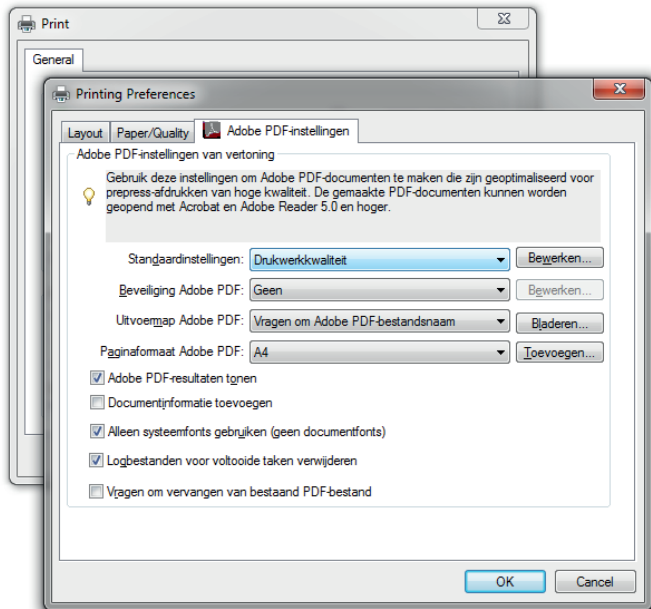 Print
General
Printing Preferences
Layout
Paper/Quality
Adobe PDF-instellingen
Adobe PDF-instellingen van vertoning
Gebruik deze instellingen om Adobe PDF-documenten te maken die zijn geoptimaliseerd voor
prepress-afdrukken van hoge kwaliteit. De gemaakte PDF-documenten kunnen worden
geopend met Acrobat en Adobe Reader 5.0 en hoger.
Standaardinstellingen: Drukwerkkwaliteit Bewerken...
Beveiliging Adobe PDF: Geen Bewerken...
Uitvoermap Adobe PDF: Vragen om Adobe PDF-bestandsnaam Bladeren...
Paginaformaat Adobe PDF: A4 Toevoegen...
Adobe PDF-resultaten tonen
Documentinformatie toevoegen
Alleen systeemfonts gebruiken (geen documentfonts)
Logbestanden voor voltooide taken verwijderen
Vragen om vervangen van bestaand PDF-bestand
OK Cancel